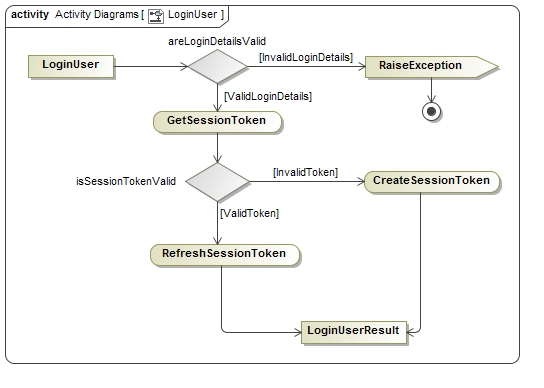 activity Activity Diagrams [ LoginUser ]
areLoginDetailsValid
LoginUser
[InvalidLoginDetails]
RaiseException
[ValidLoginDetails]
GetSessionToken
isSessionTokenValid
[InvalidToken]
CreateSessionToken
[ValidToken]
RefreshSessionToken
LoginUserResult